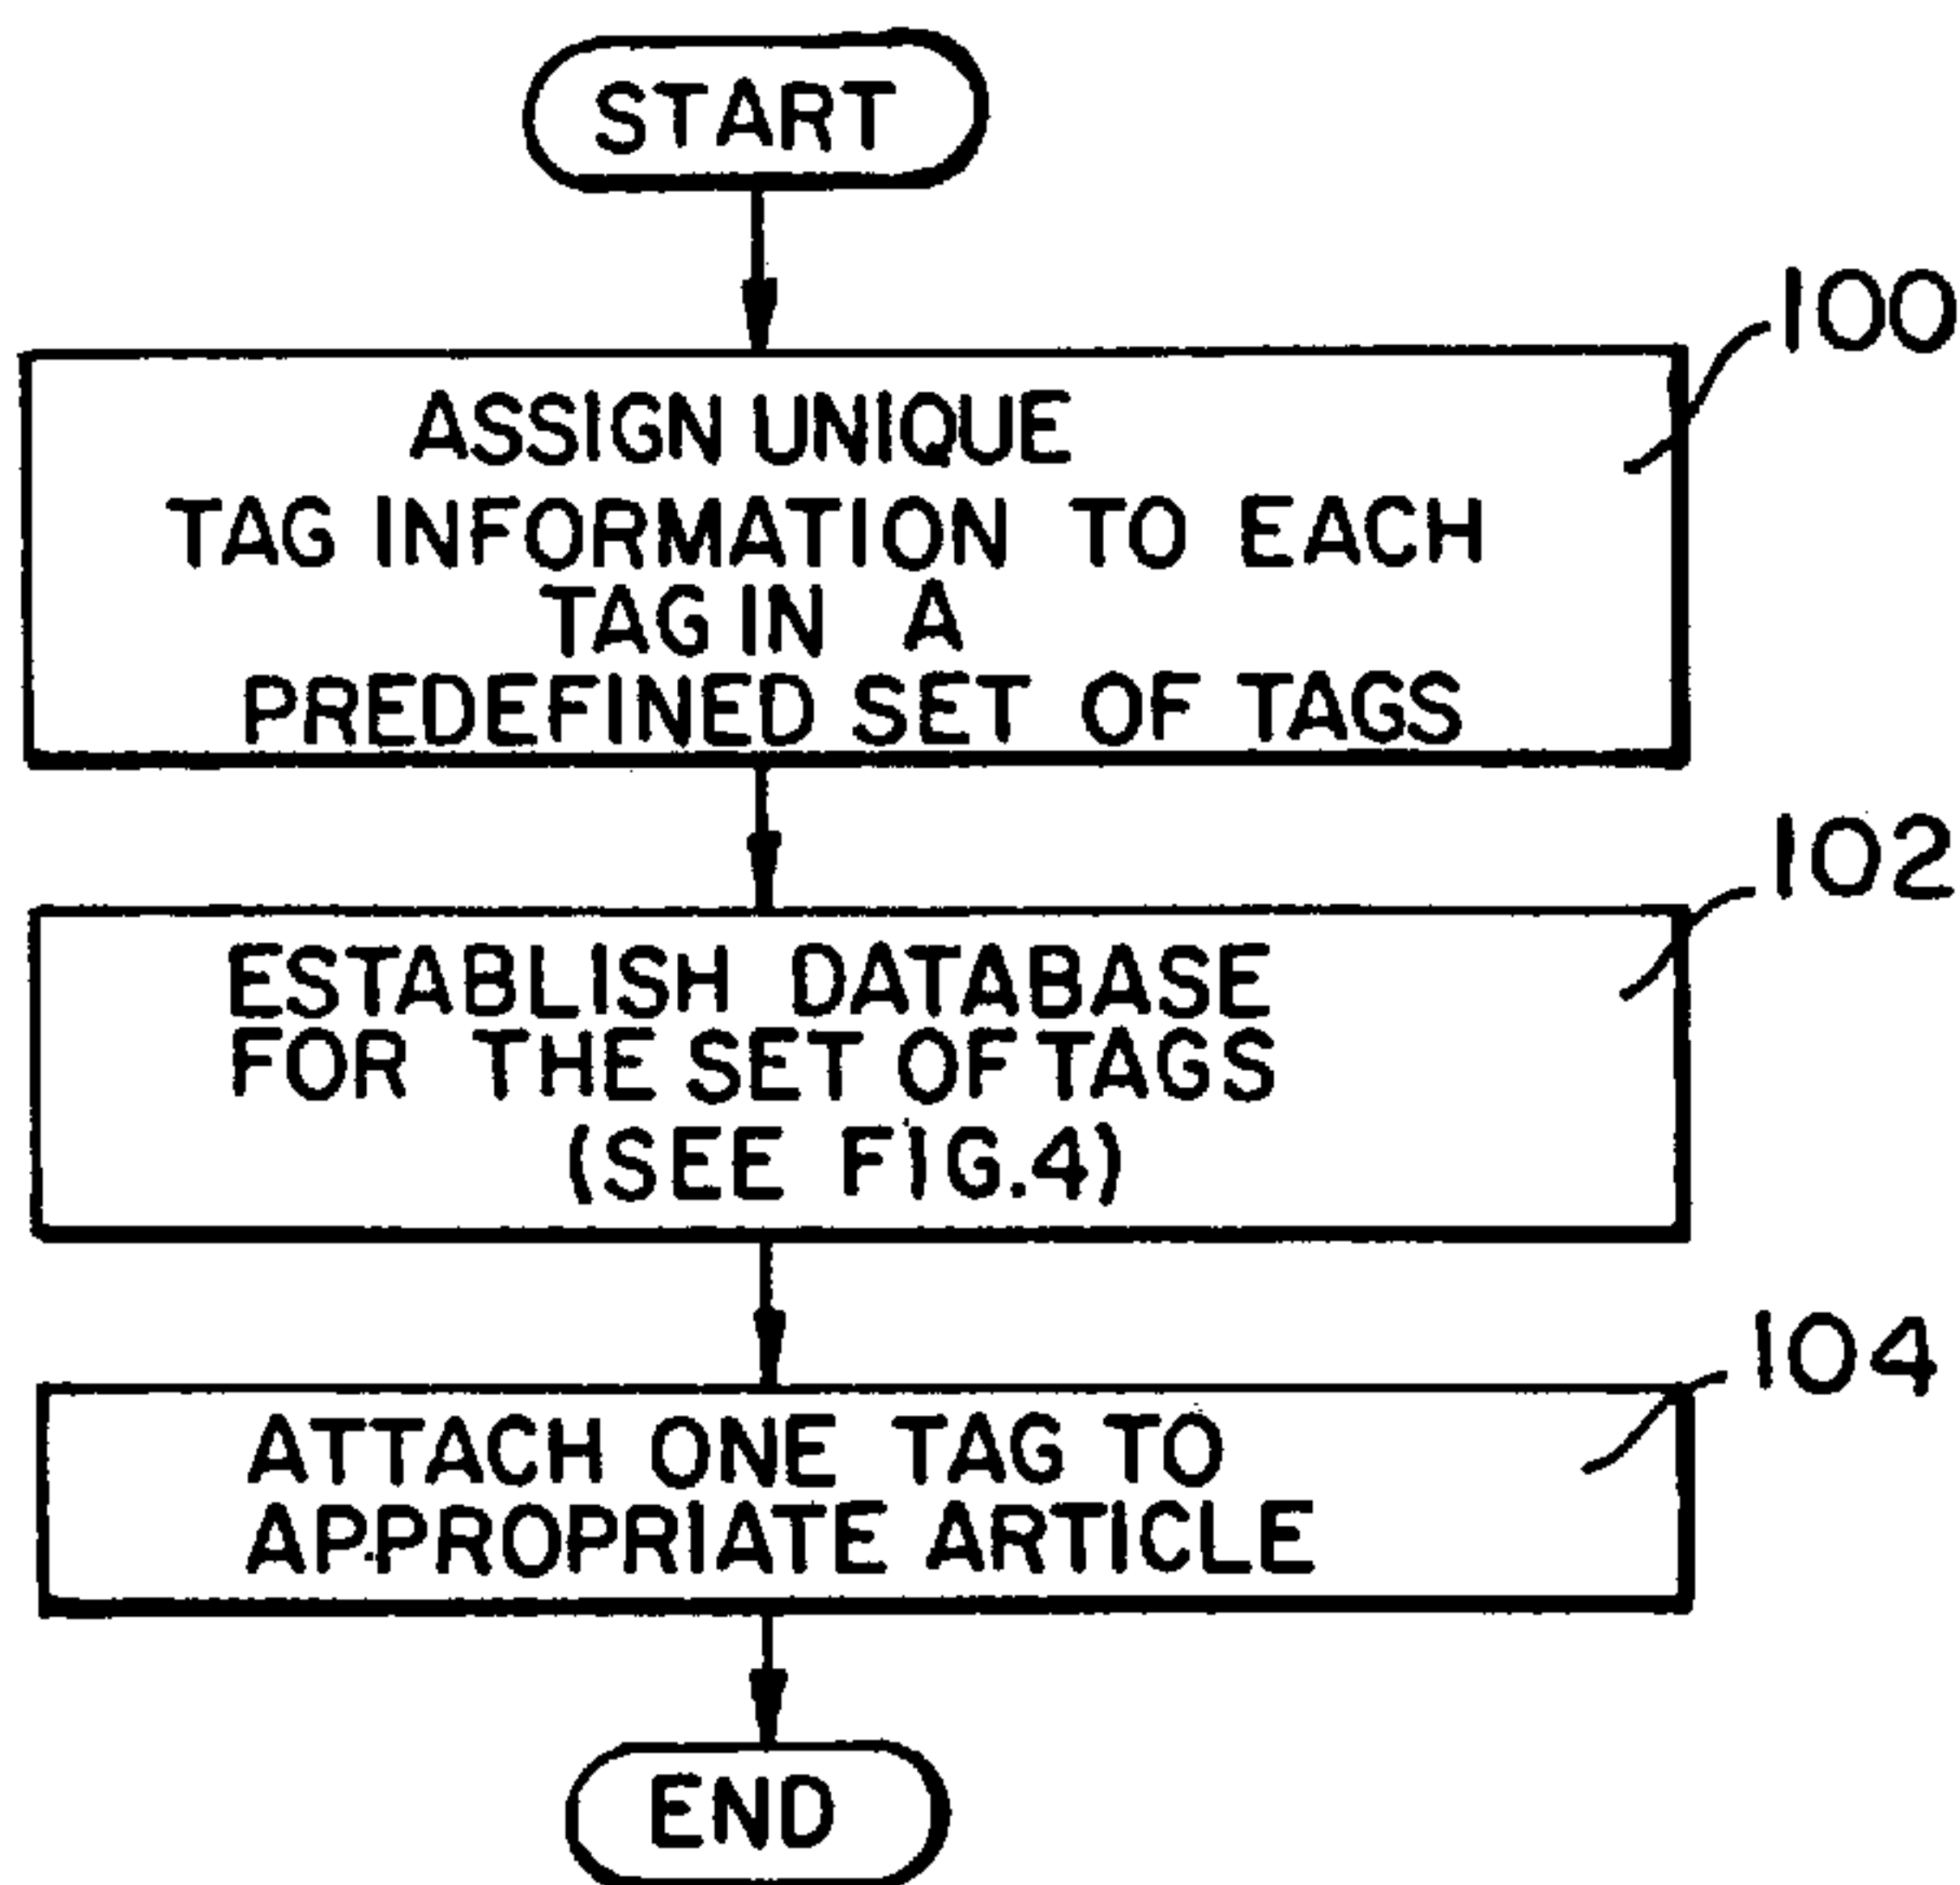 START
100
ASSIGN UNIQUE
TAG INFORMATION TO EACH
TAG IN A
PREDEFINED SET OF TAGS
102
ESTABLISH DATABASE
FOR THE SET OF TAGS
(SEE FIG.4)
104
ATTACH ONE TAG TO
APPROPRIATE ARTICLE
END